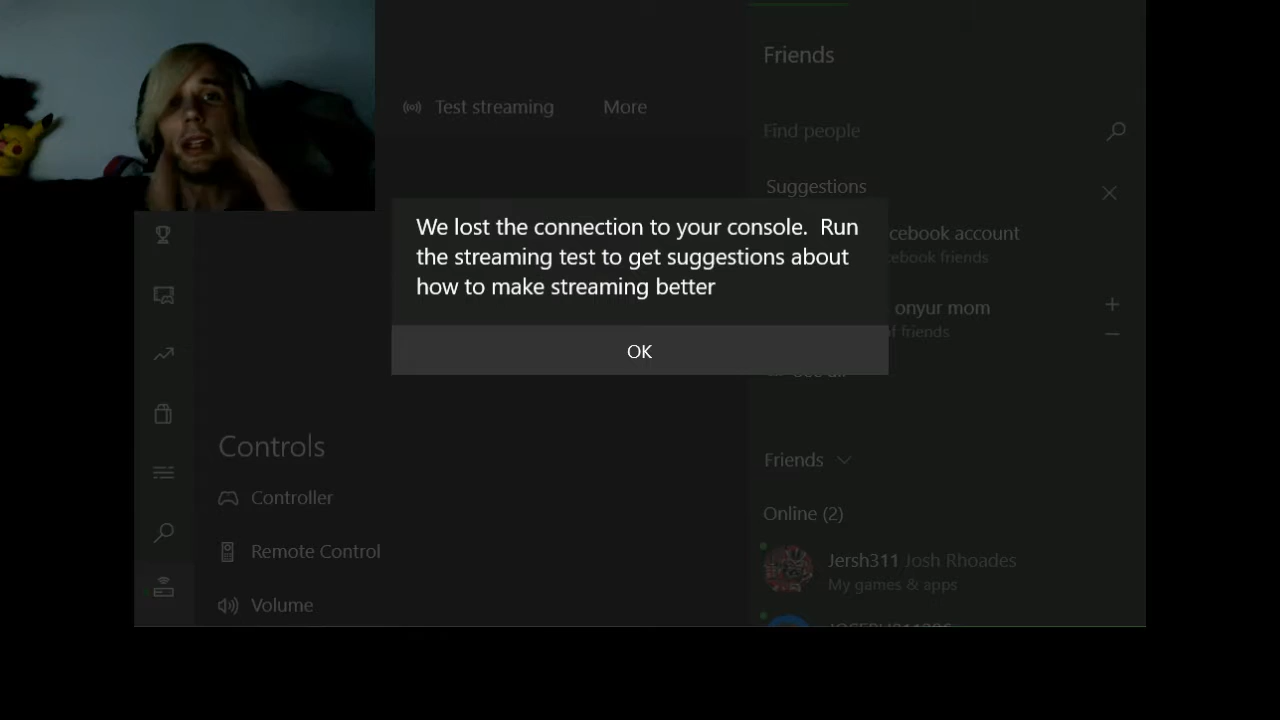 Test streaming
More
Friends
Find people
Suggestions
cebook account
ebook friends
onyur mom
f friends
We lost the connection to your console.  Run
the streaming test to get suggestions about
how to make streaming better
OK
Controls
Controller
Remote Control
Volume
Friends
Online (2)
Jersh311 Josh Rhoades
My games & apps